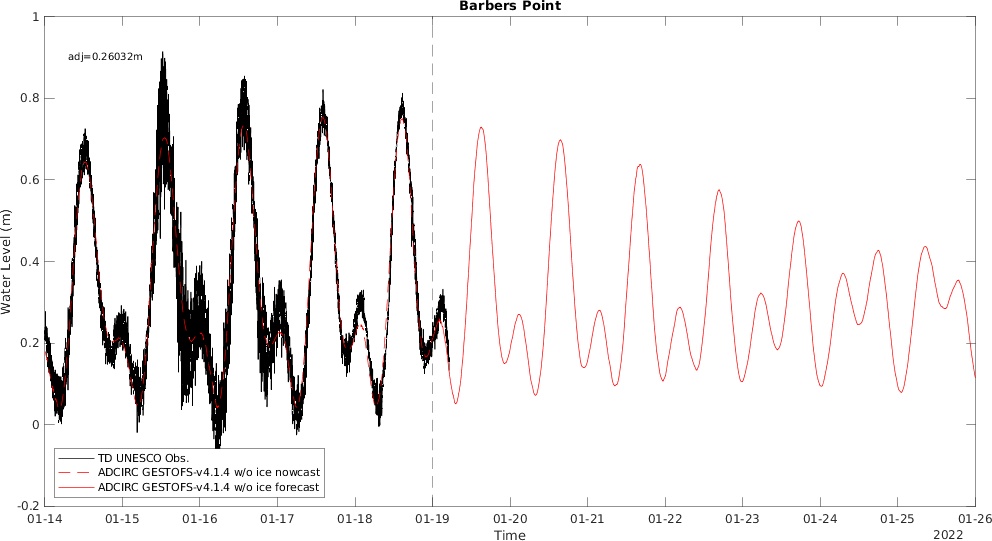 Barbers Point
adj=0.26032m
1
0.8
0.6
0.4
0.2
0
-0.2
Water Level (m)
TD UNESCO Obs.
ADCIRC GESTOFS-v4.1.4 w/o ice nowcast
ADCIRC GESTOFS-v4.1.4 w/o ice forecast
01-14 01-15 01-16 01-17 01-18 01-19 01-20 01-21 01-22 01-23 01-24 01-25 01-26
Time
2022